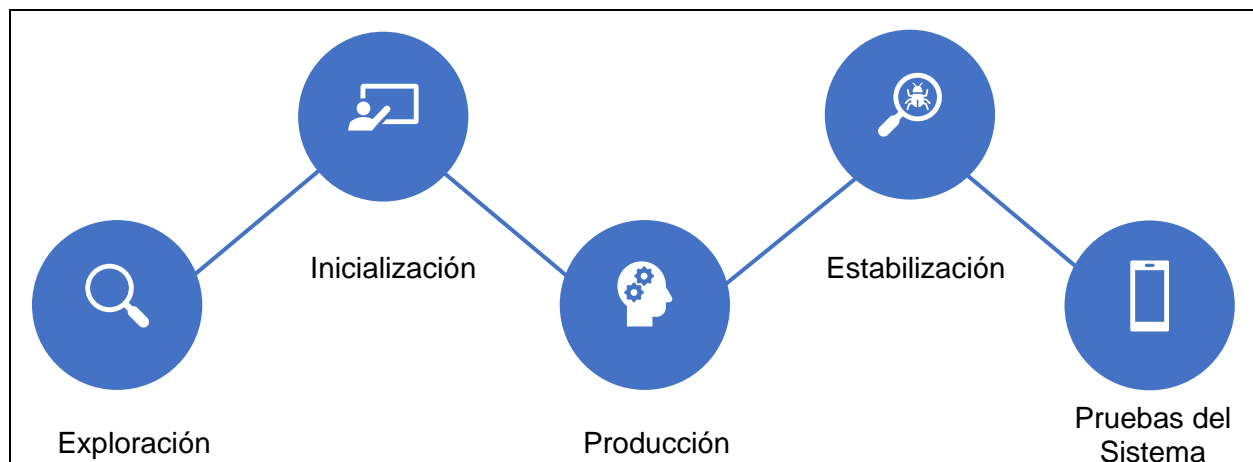 Exploración
Inicialización
Producción
Estabilización
Pruebas del
Sistema